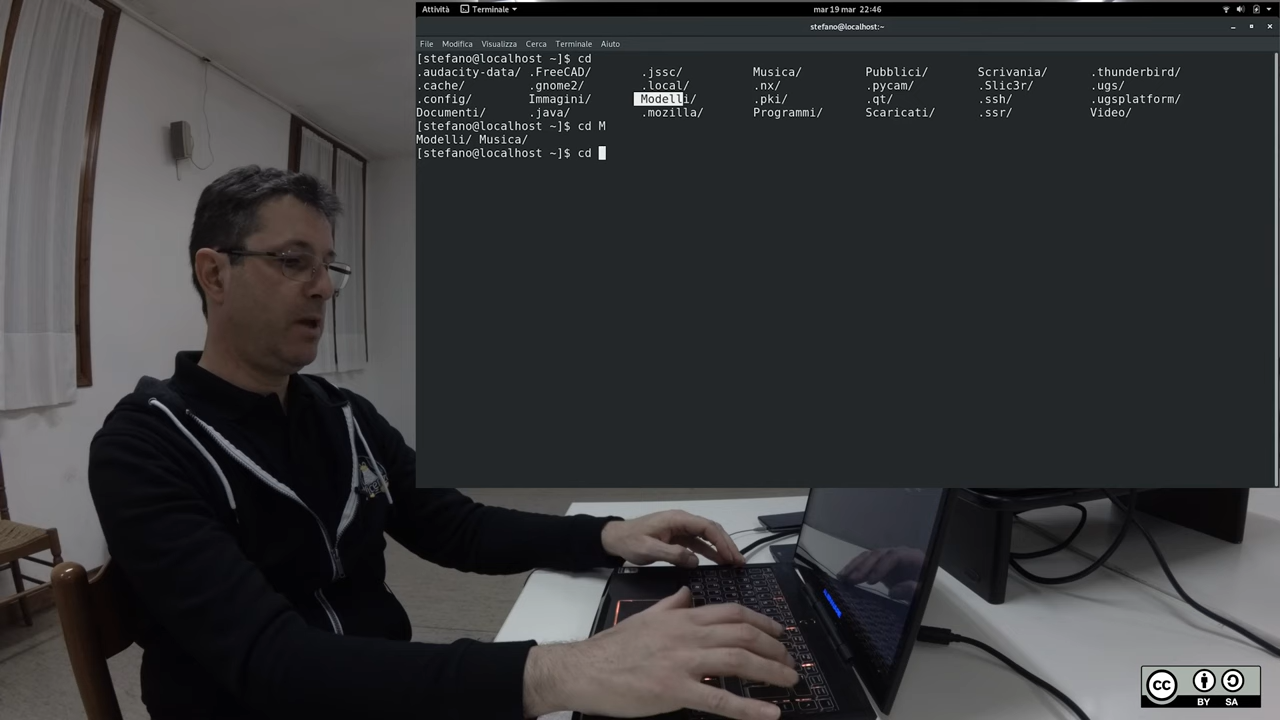 Attività Terminale mar 19 mar 22:46
stefano@localhost:~
File Modifica Visualizza Cerca Terminale Aiuto
[stefano@localhost ~]$ cd
.audacity-data/ .FreeCAD/ .jssc/ Musica/ Pubblici/ Scrivania/ .thunderbird/
.cache/ .gnome2/ .local/ .nx/ .pycam/ .Slic3r/ .ugs/
.config/ Immagini/ Modelli/ .pki/ .qt/ .ssh/ .ugsplatform/
Documenti/ .java/ .mozilla/ Programmi/ Scaricati/ .ssr/ Video/
[stefano@localhost ~]$ cd M
Modelli/ Musica/
[stefano@localhost ~]$ cd
cc
BY SA